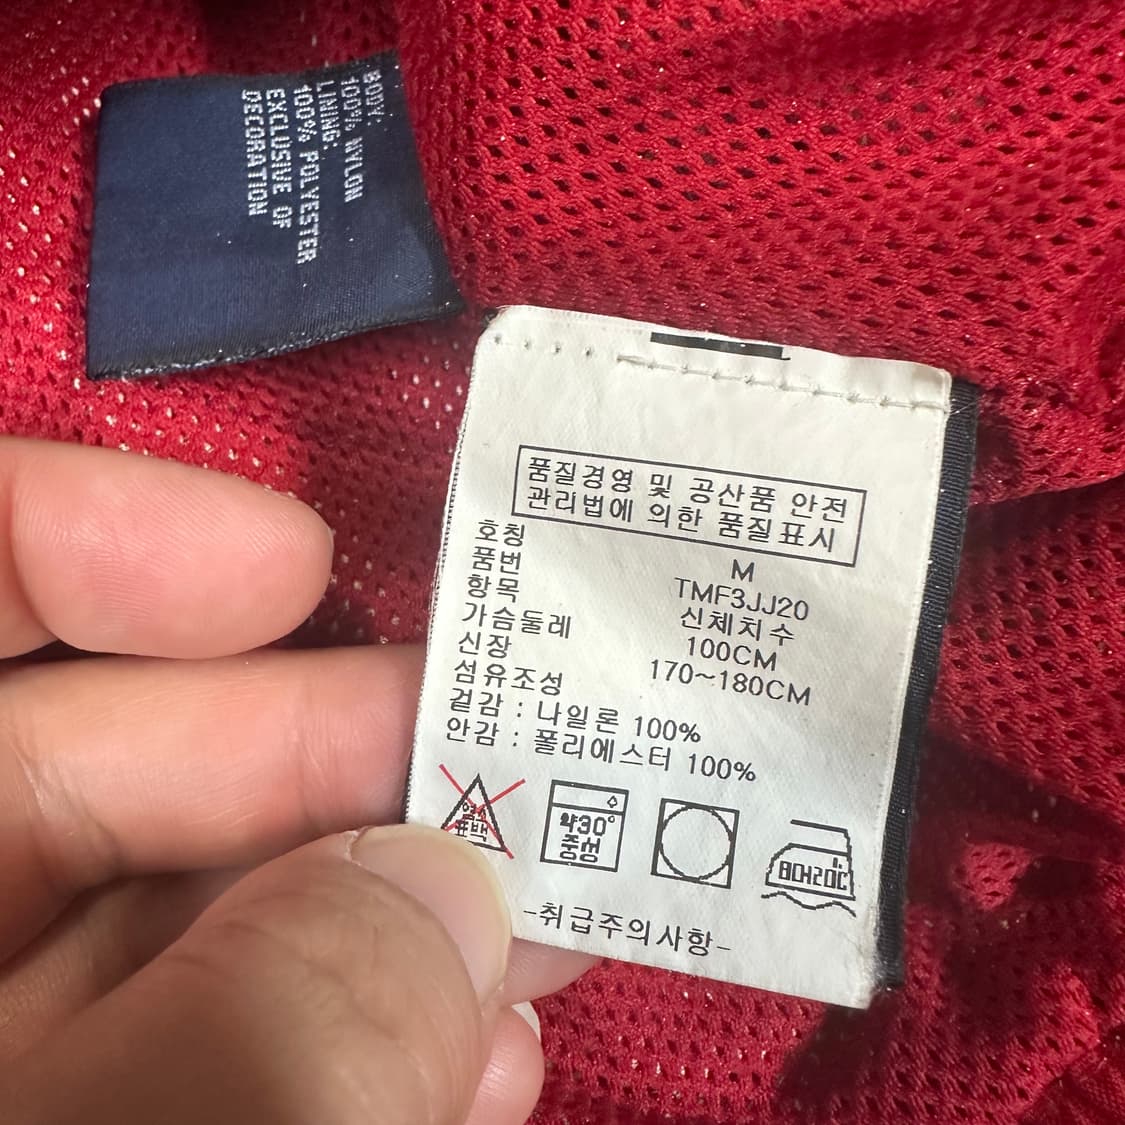 BODY:
100% NYLON
LINING:
100% POLYESTER
EXCLUSIVE OF
DECORATION
품질경영 및 공산품 안전
관리법에 의한 품질표시
호칭 M
품번 TMF3JJ20
항목 신체치수
가슴둘레 100CM
신장 170~180CM
섬유조성
겉감 : 나일론 100%
안감 : 폴리에스터 100%
염소
표백
약30°
중성
-취급주의사항-